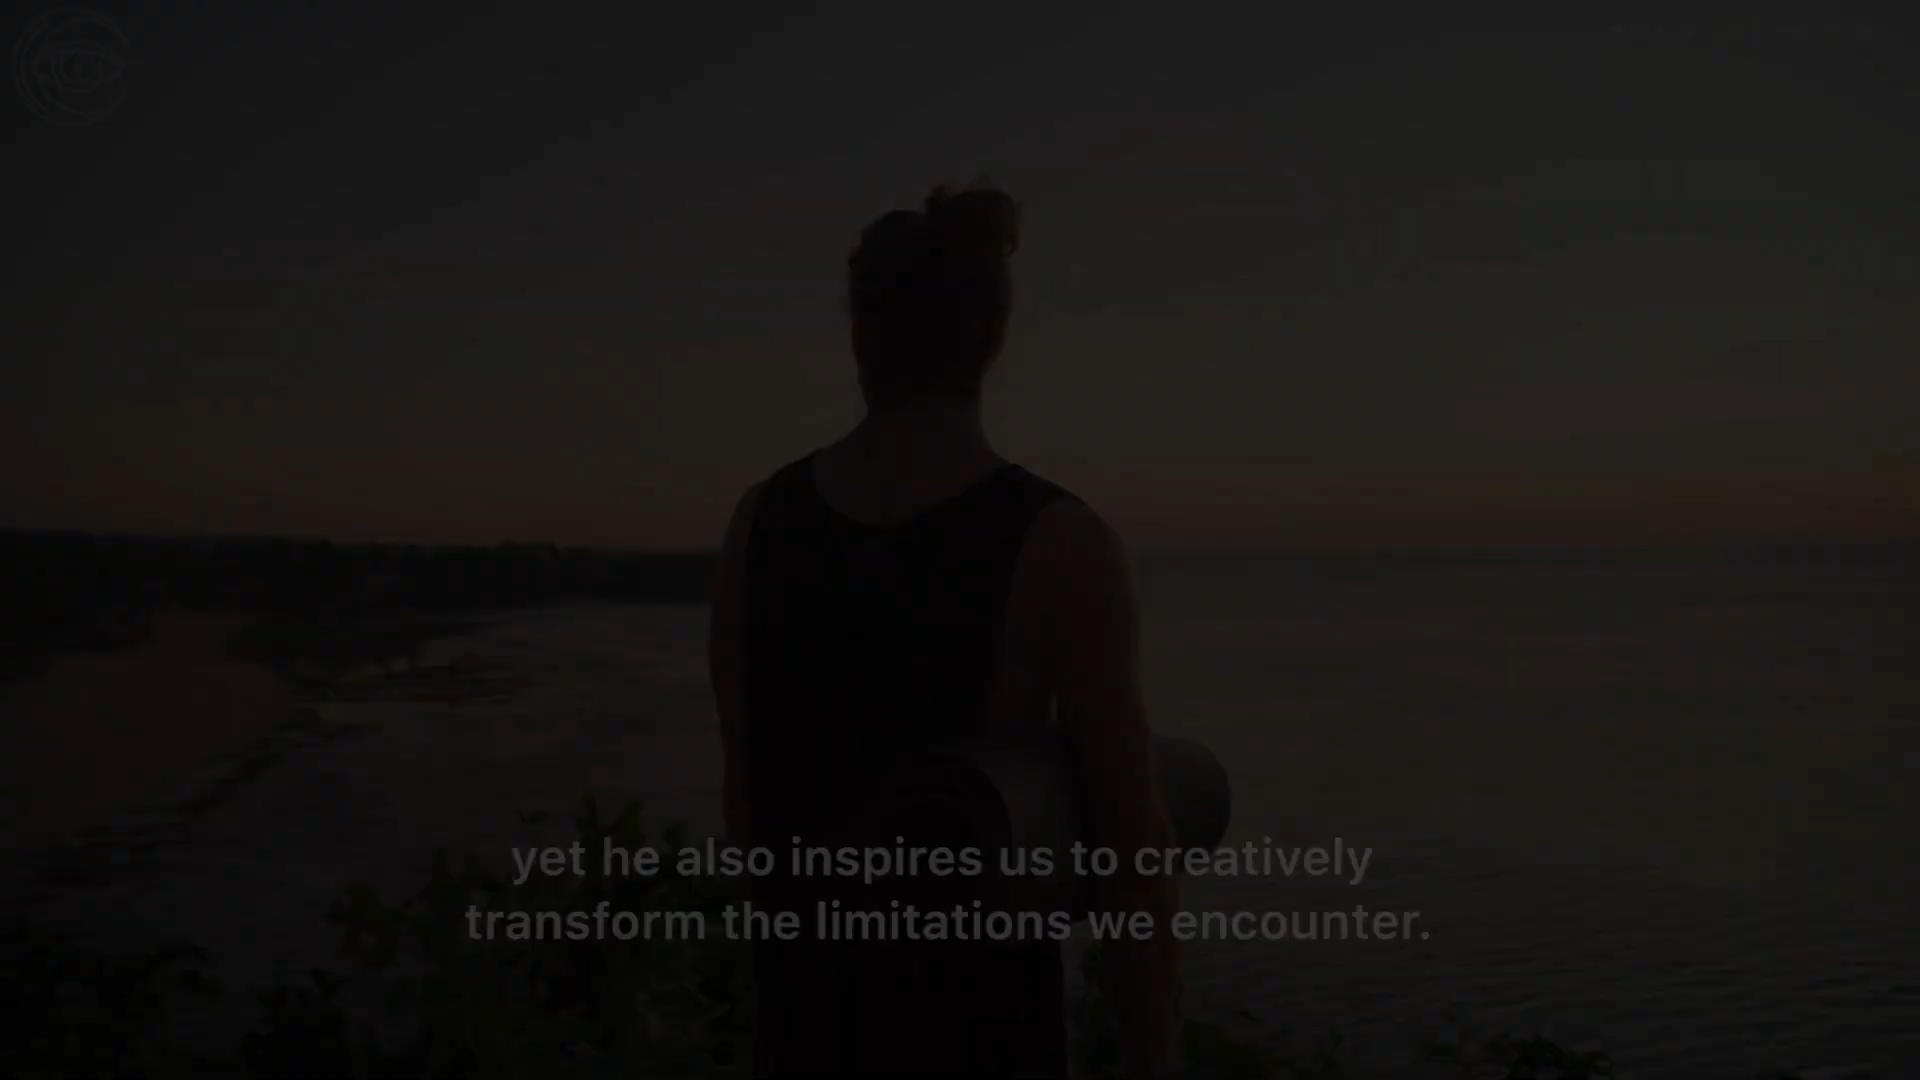 yet he also inspires us to creatively
transform the limitations we encounter.